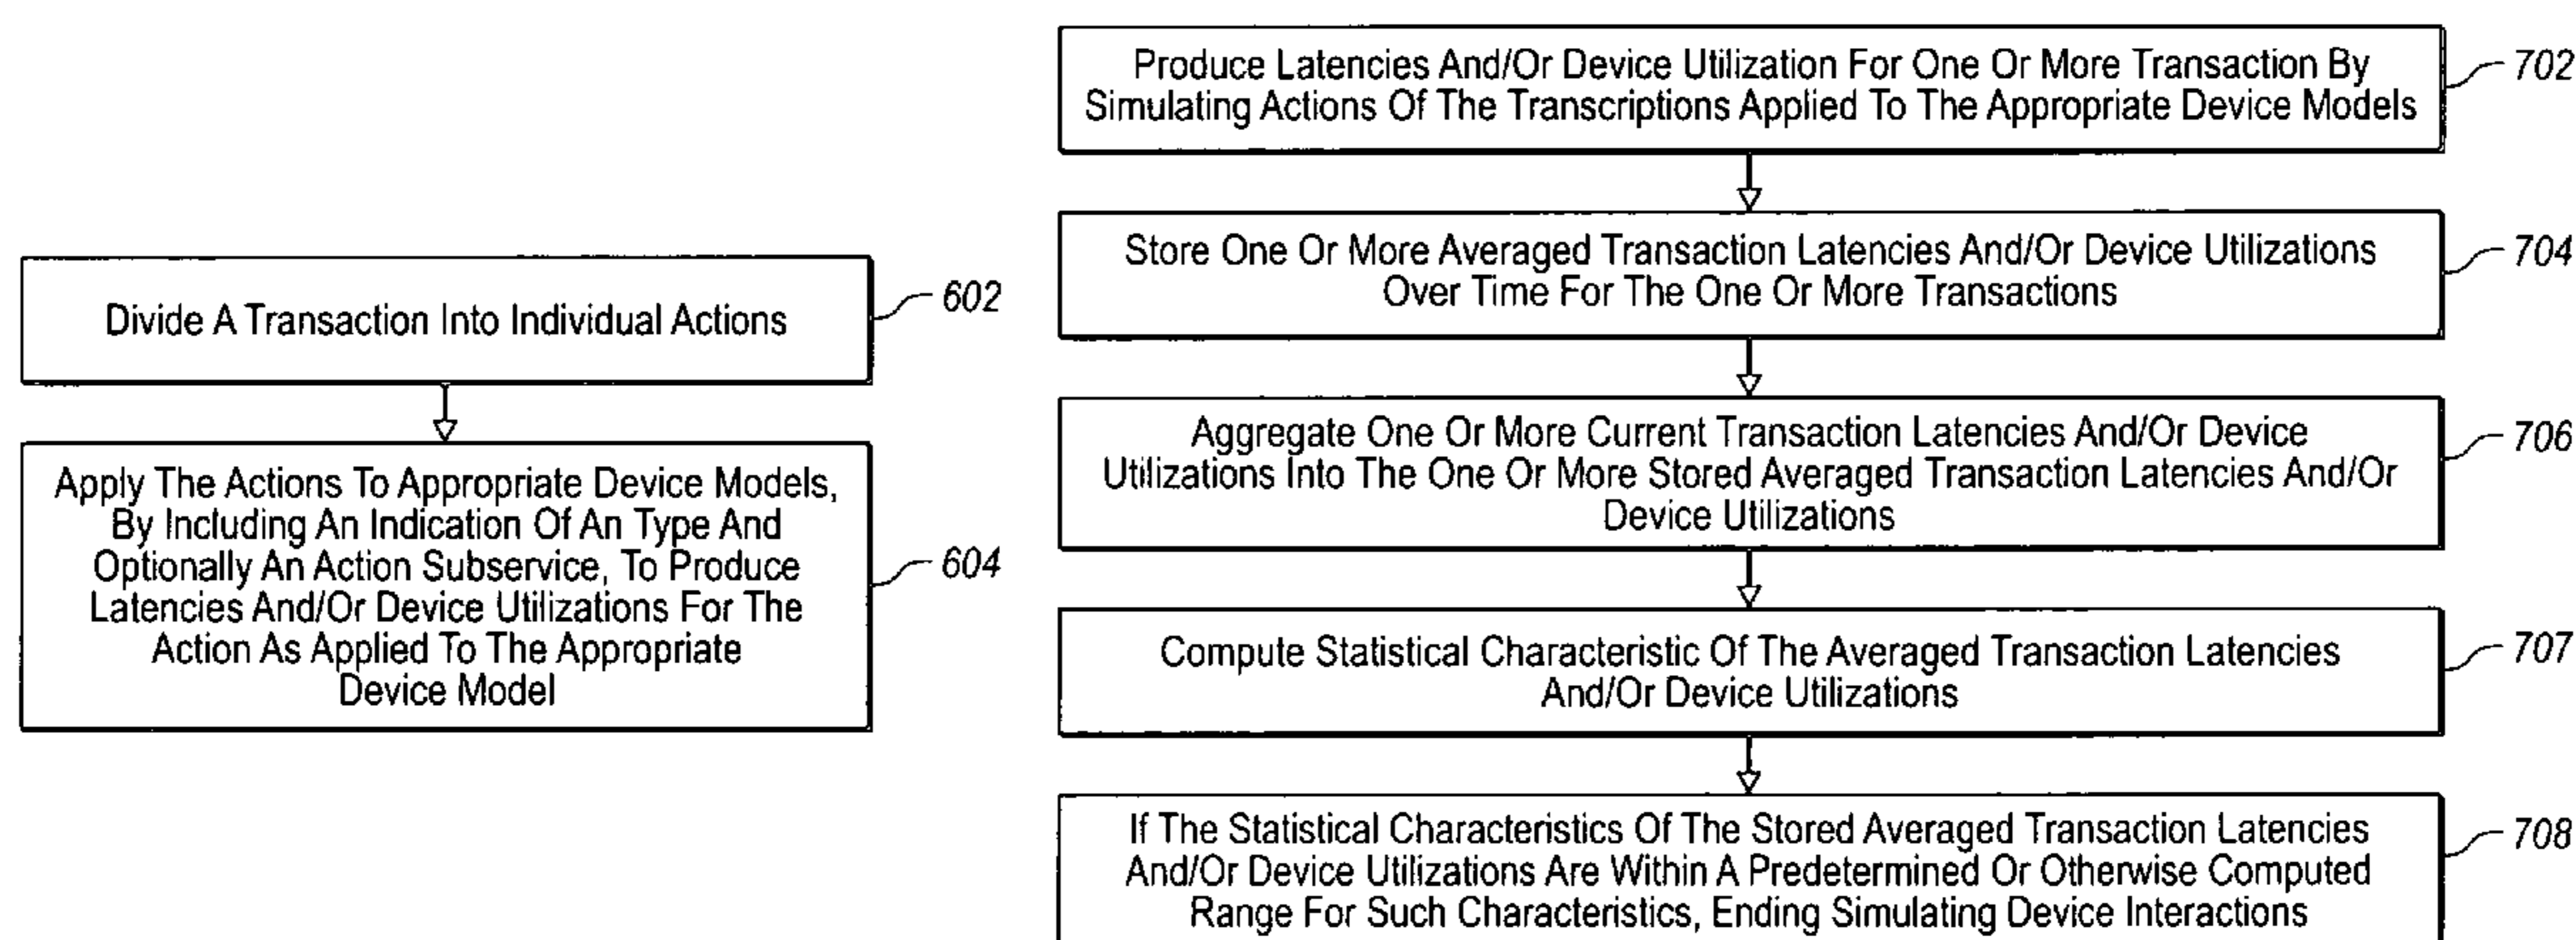 Divide A Transaction Into Individual Actions
602
Apply The Actions To Appropriate Device Models,
By Including An Indication Of An Type And
Optionally An Action Subservice, To Produce
Latencies And/Or Device Utilizations For The
Action As Applied To The Appropriate
Device Model
604
Produce Latencies And/Or Device Utilization For One Or More Transaction By
Simulating Actions Of The Transcriptions Applied To The Appropriate Device Models
702
Store One Or More Averaged Transaction Latencies And/Or Device Utilizations
Over Time For The One Or More Transactions
704
Aggregate One Or More Current Transaction Latencies And/Or Device
Utilizations Into The One Or More Stored Averaged Transaction Latencies And/Or
Device Utilizations
706
Compute Statistical Characteristic Of The Averaged Transaction Latencies
And/Or Device Utilizations
707
If The Statistical Characteristics Of The Stored Averaged Transaction Latencies
And/Or Device Utilizations Are Within A Predetermined Or Otherwise Computed
Range For Such Characteristics, Ending Simulating Device Interactions
708